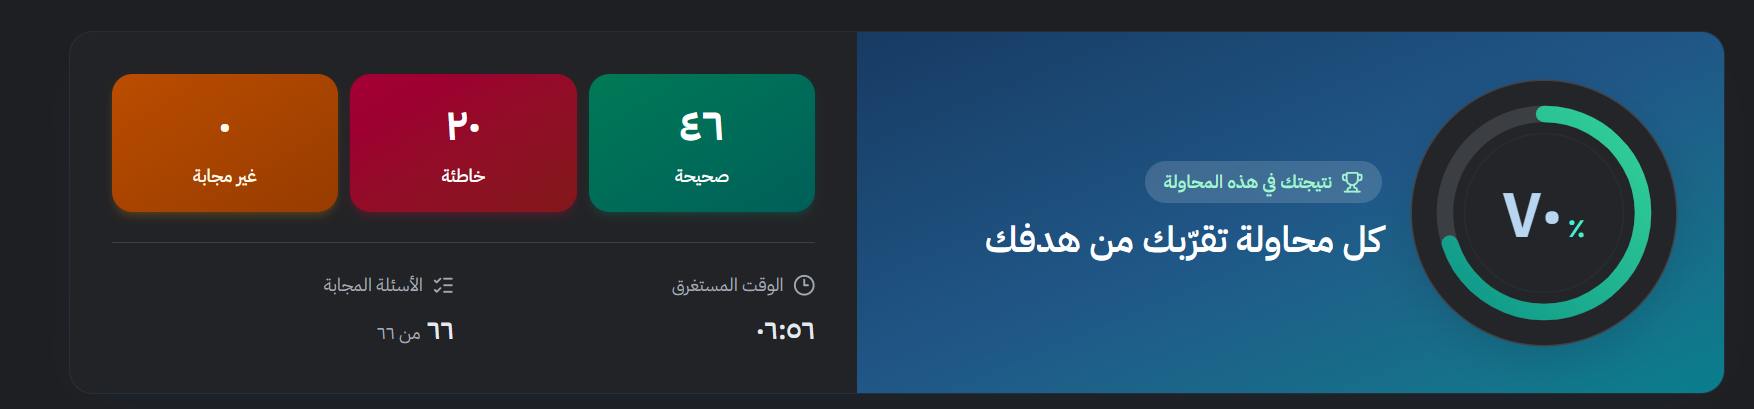 ٧٠٪
نتيجتك في هذه المحاولة
كل محاولة تقرّبك من هدفك
٤٦
صحيحة
٢٠
خاطئة
٠
غير مجابة
الوقت المستغرق
٠٦:٥٦
الأسئلة المجابة
٦٦ من ٦٦